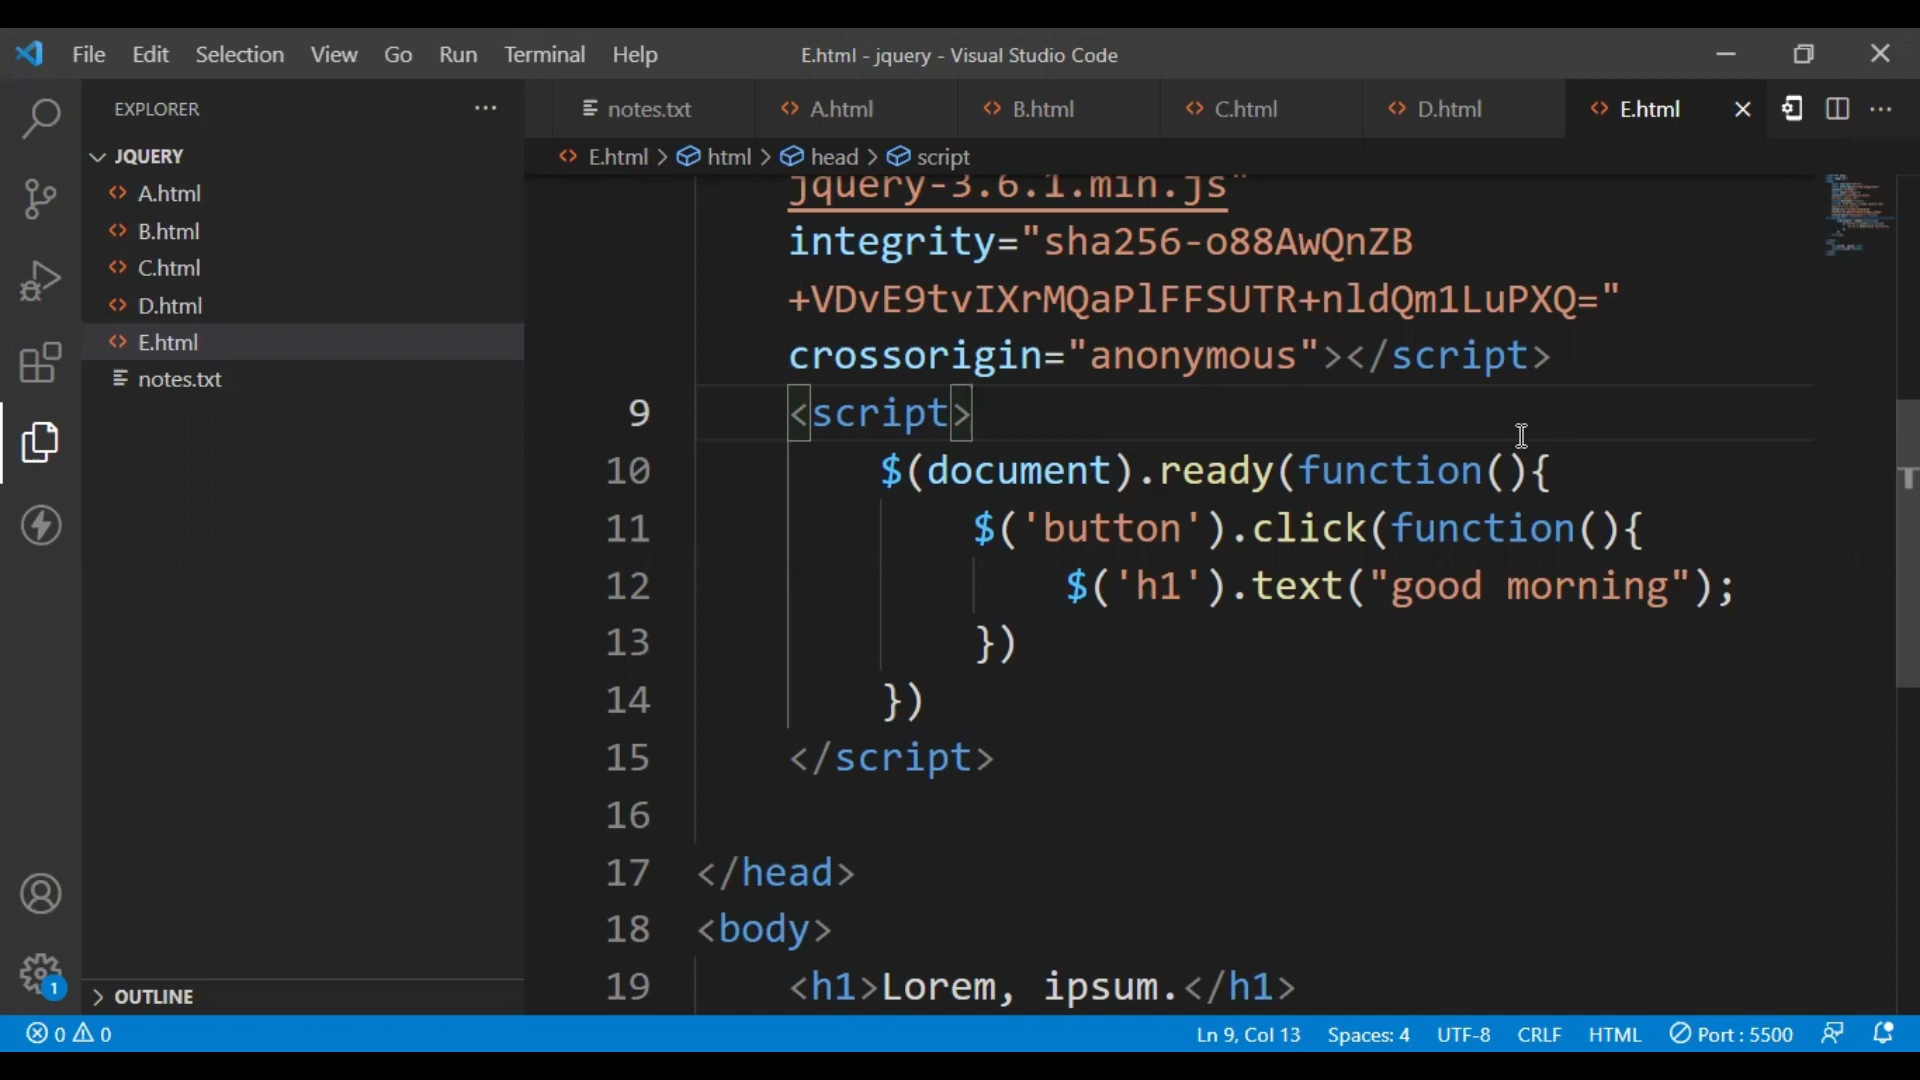 File Edit Selection View Go Run Terminal Help E.html - jquery - Visual Studio Code
EXPLORER ... notes.txt A.html B.html C.html D.html E.html
JQUERY
A.html
B.html
C.html
D.html
E.html
notes.txt
OUTLINE
1
E.html > html > head > script
jquery-3.6.1.min.js"
integrity="sha256-o88AwQnZB
+VDvE9tvIXrMQaPlFFSUTR+nldQm1LuPXQ="
crossorigin="anonymous"></script>
9 <script>
10 $(document).ready(function(){
11 $('button').click(function(){
12 $('h1').text("good morning");
13 })
14 })
15 </script>
16
17 </head>
18 <body>
19 <h1>Lorem, ipsum.</h1>
0 0 Ln 9, Col 13 Spaces: 4 UTF-8 CRLF HTML Port : 5500